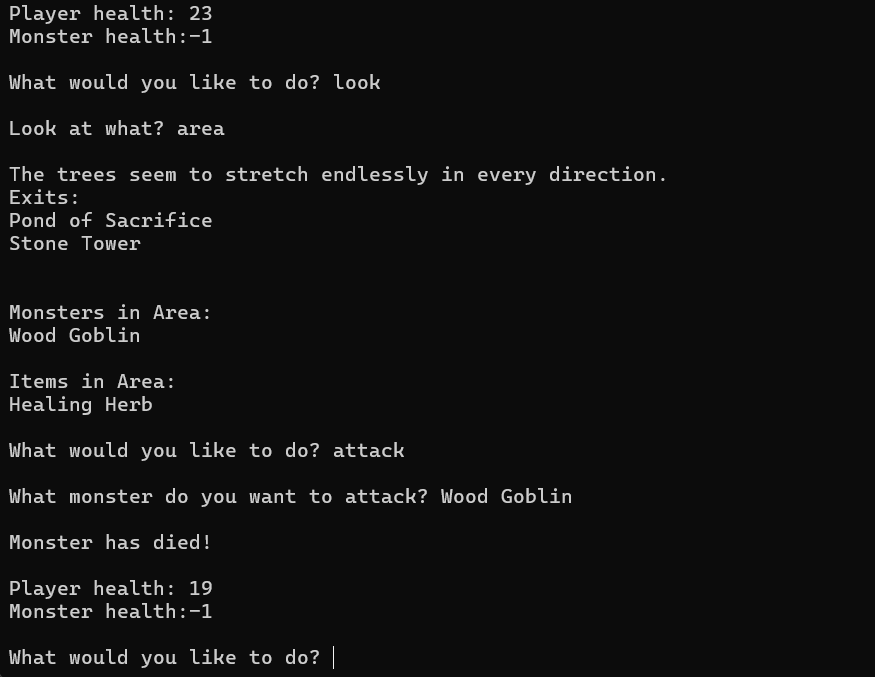 Player health: 23
Monster health:-1
What would you like to do? look
Look at what? area
The trees seem to stretch endlessly in every direction.
Exits:
Pond of Sacrifice
Stone Tower
Monsters in Area:
Wood Goblin
Items in Area:
Healing Herb
What would you like to do? attack
What monster do you want to attack? Wood Goblin
Monster has died!
Player health: 19
Monster health:-1
What would you like to do?